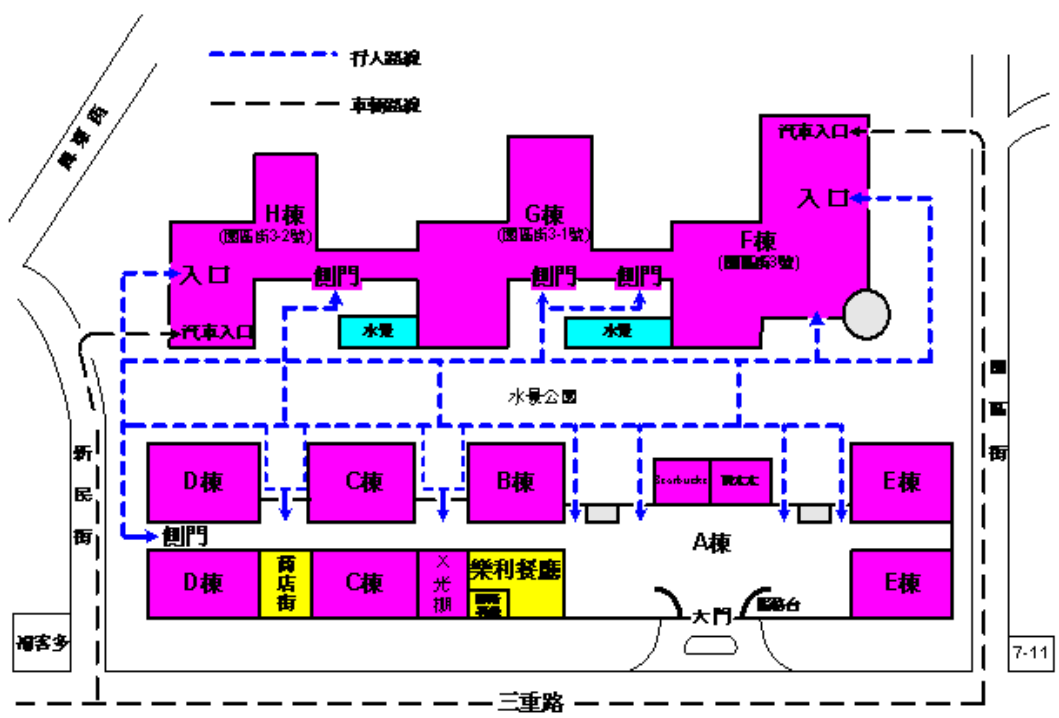 行人路線
車輛路線
汽車入口
入口
H棟
(園區街3-2號)
G棟
(園區街3-1號)
F棟
(園區街3號)
入口
側門
側門
側門
汽車入口
水景
水景
水景公園
園區街
新民街
D棟
C棟
B棟
E棟
側門
A棟
D棟
商店街
C棟
X光棚
樂利餐廳
E棟
大門
服務台
7-11
三重路